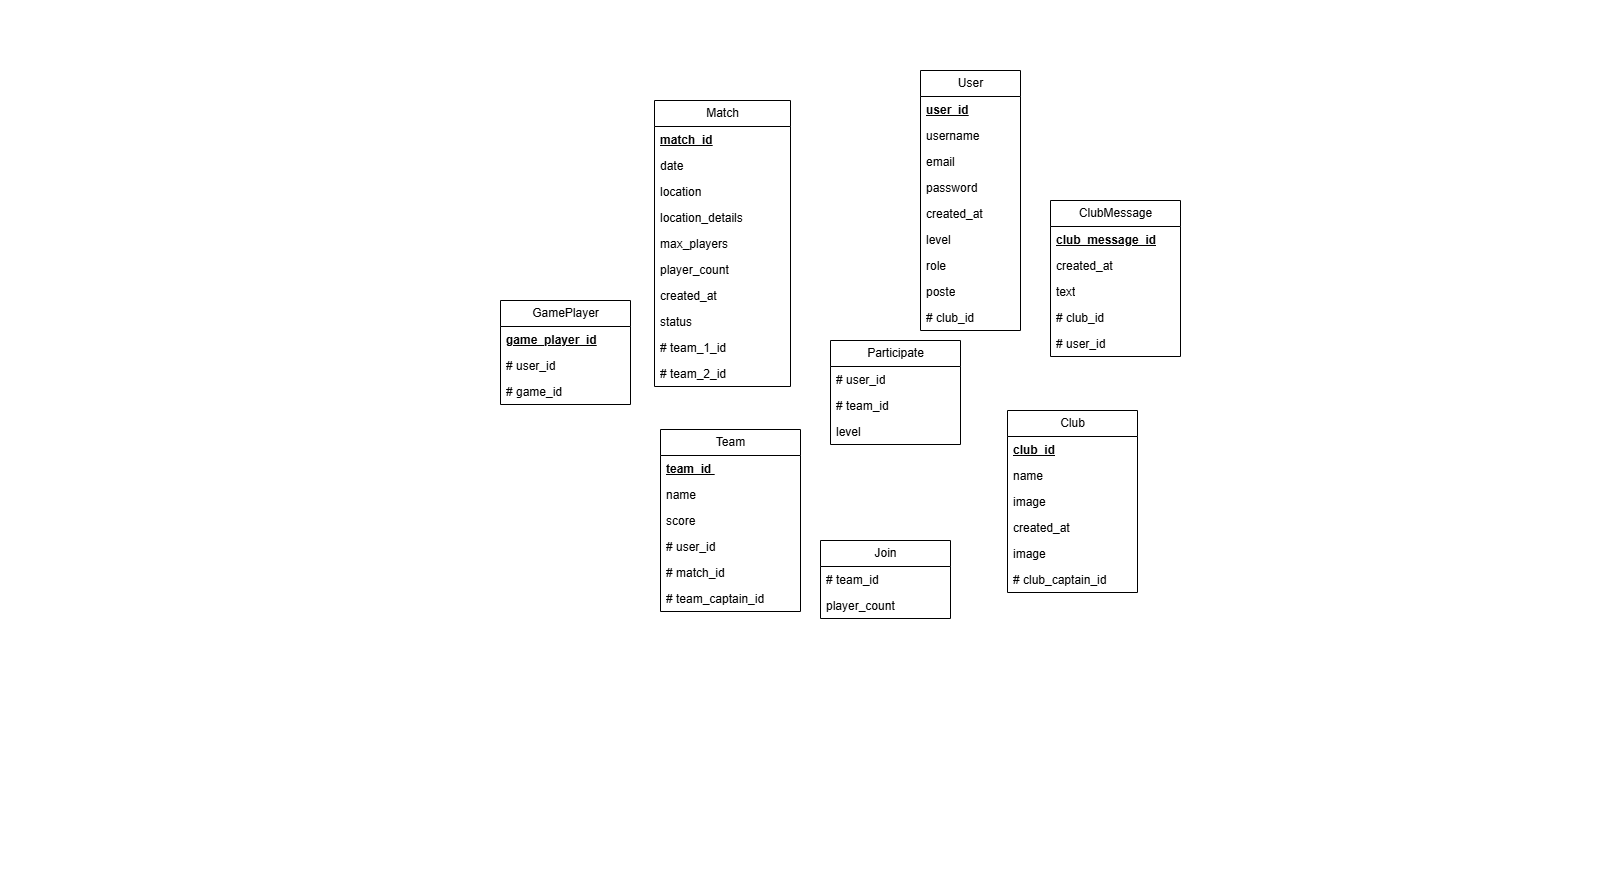 User
user_id
username
email
password
created_at
level
role
poste
# club_id
Match
match_id
date
location
location_details
max_players
player_count
created_at
status
# team_1_id
# team_2_id
ClubMessage
club_message_id
created_at
text
# club_id
# user_id
GamePlayer
game_player_id
# user_id
# game_id
Participate
# user_id
# team_id
level
Club
club_id
name
image
created_at
image
# club_captain_id
Team
team_id
name
score
# user_id
# match_id
# team_captain_id
Join
# team_id
player_count